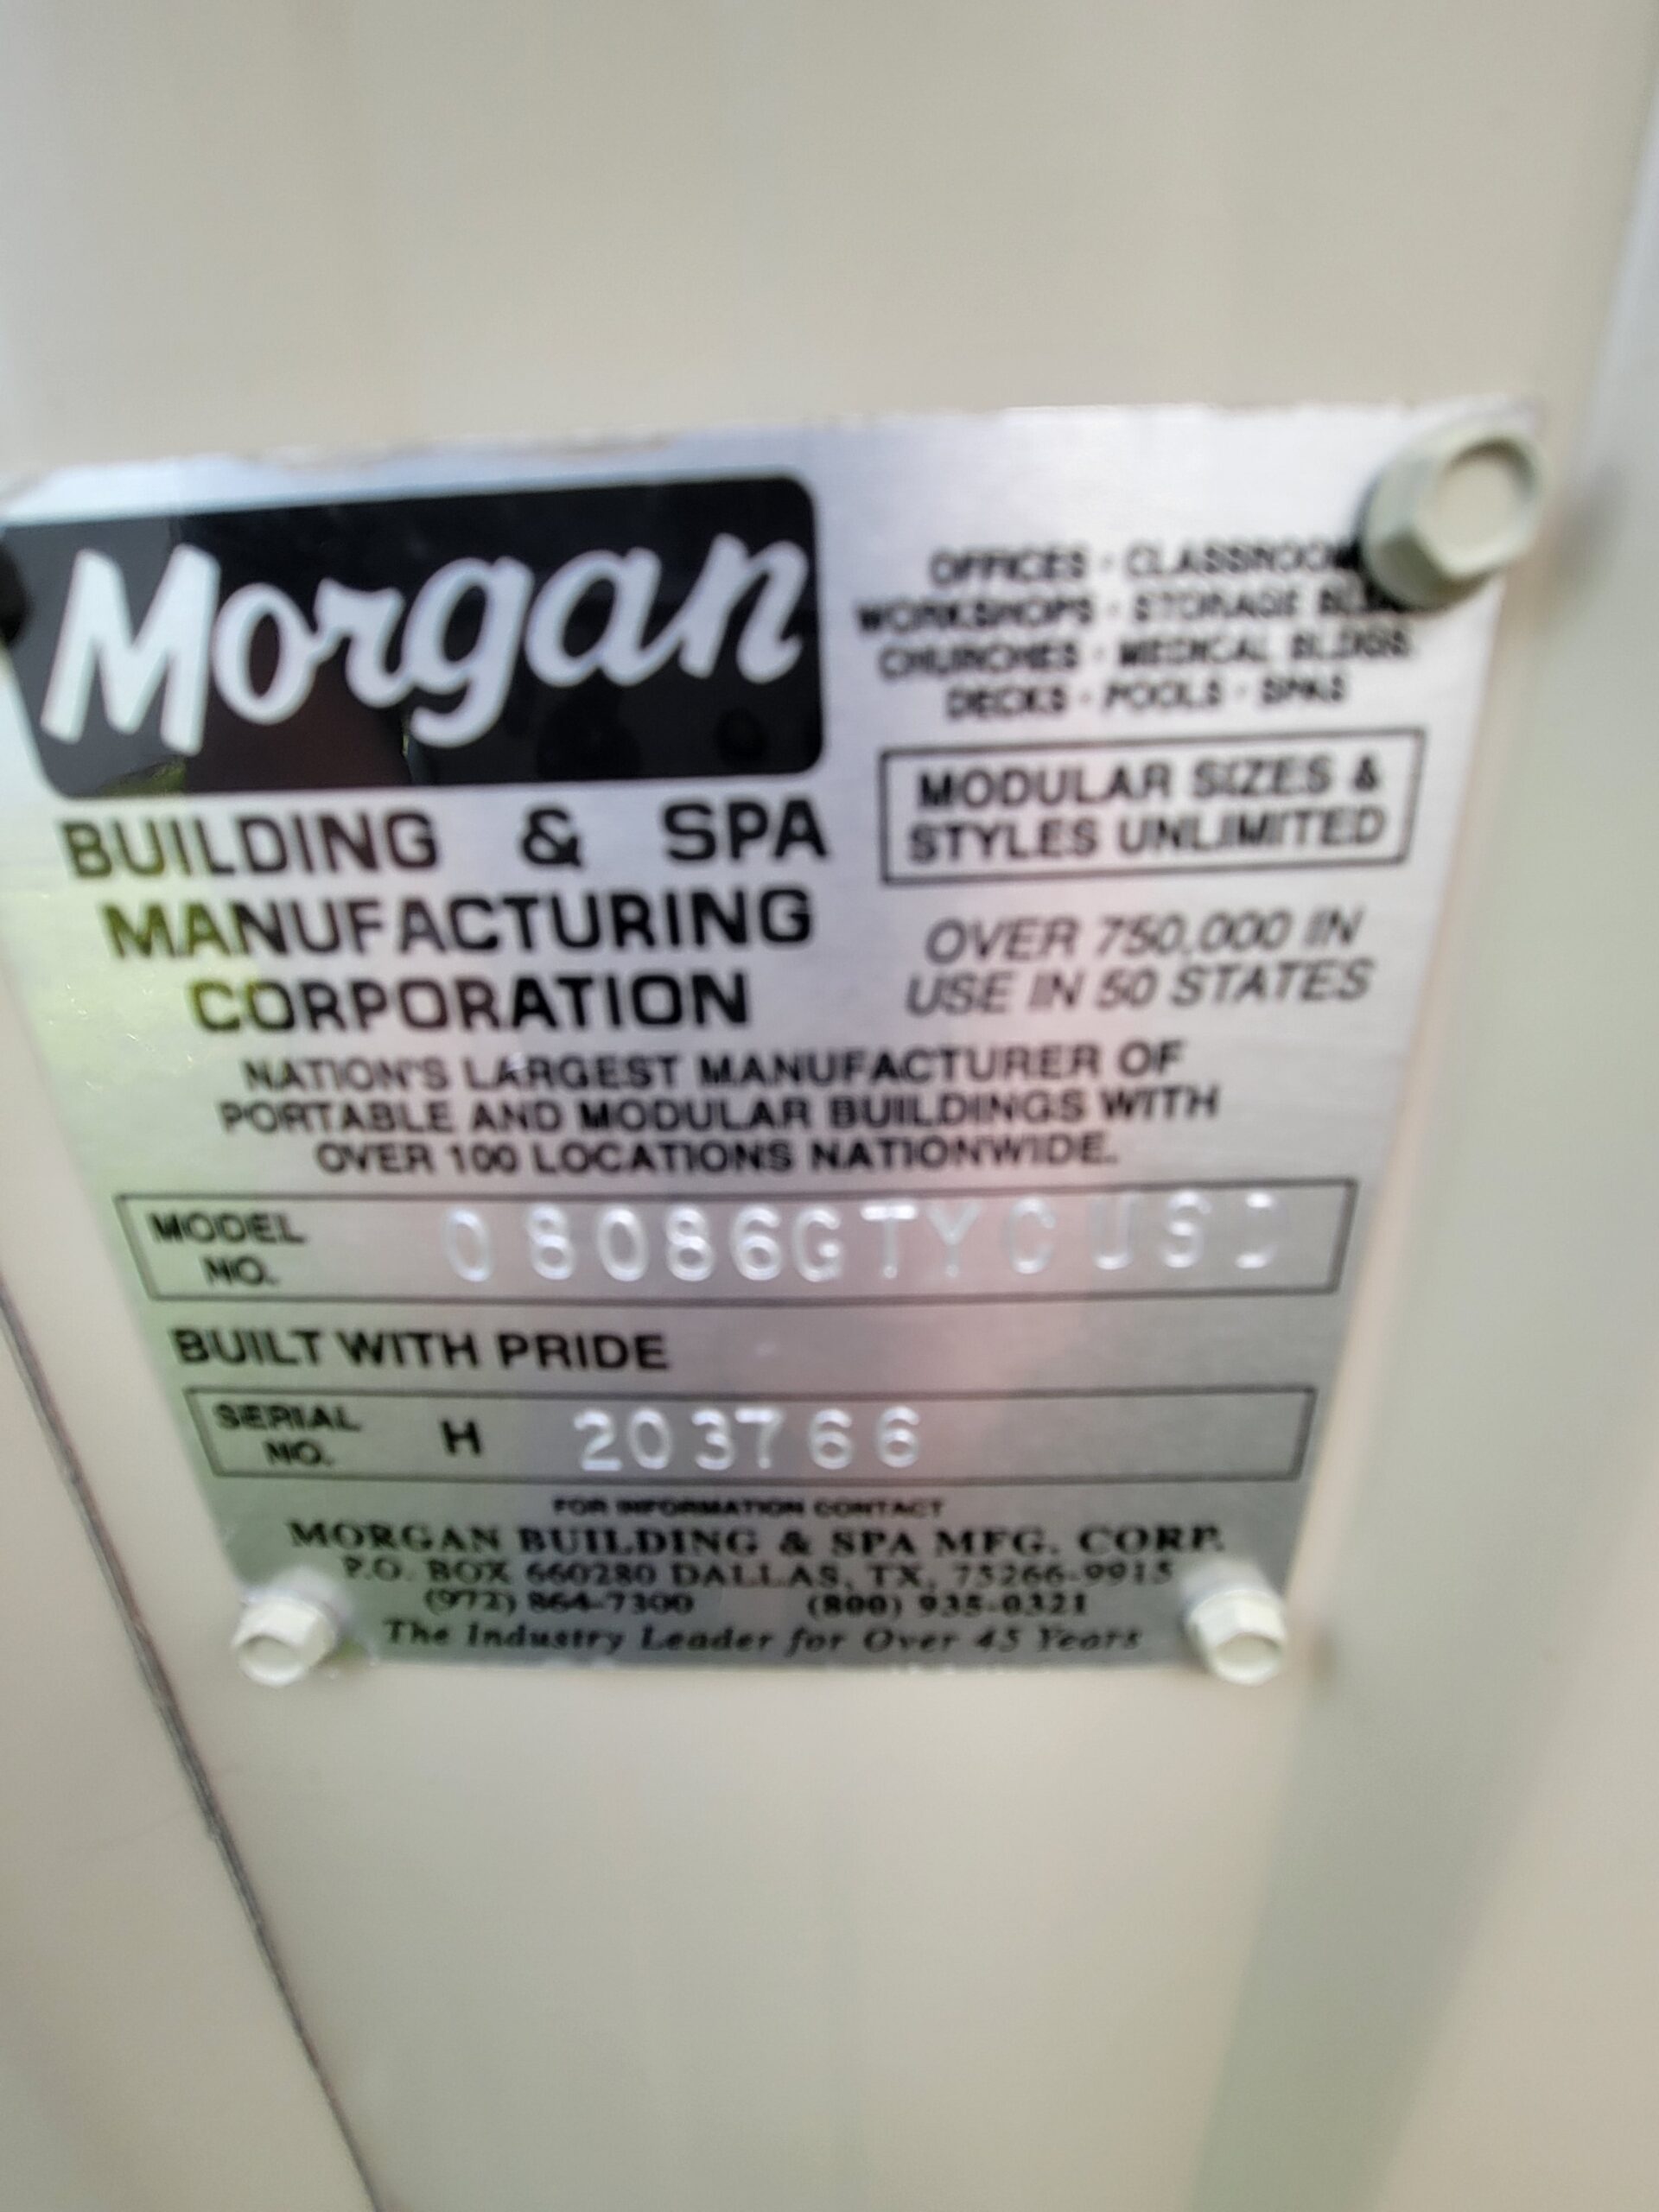 Morgan
BUILDING & SPA
MANUFACTURING
CORPORATION
OFFICES · CLASSROOM
WORKSHOPS · STORAGE
CHURCHES · MEDICAL BLDGS.
DECKS · POOLS · SPAS
MODULAR SIZES &
STYLES UNLIMITED
OVER 750,000 IN
USE IN 50 STATES
NATION'S LARGEST MANUFACTURER OF
PORTABLE AND MODULAR BUILDINGS WITH
OVER 100 LOCATIONS NATIONWIDE.
MODEL NO. 08086GTYCUSD
BUILT WITH PRIDE
SERIAL NO. H 203766
FOR INFORMATION CONTACT
MORGAN BUILDING & SPA MFG. CORP.
P.O. BOX 660280 DALLAS, TX, 75266-9915
(972) 864-7300 (800) 935-0321
The Industry Leader for Over 45 Years